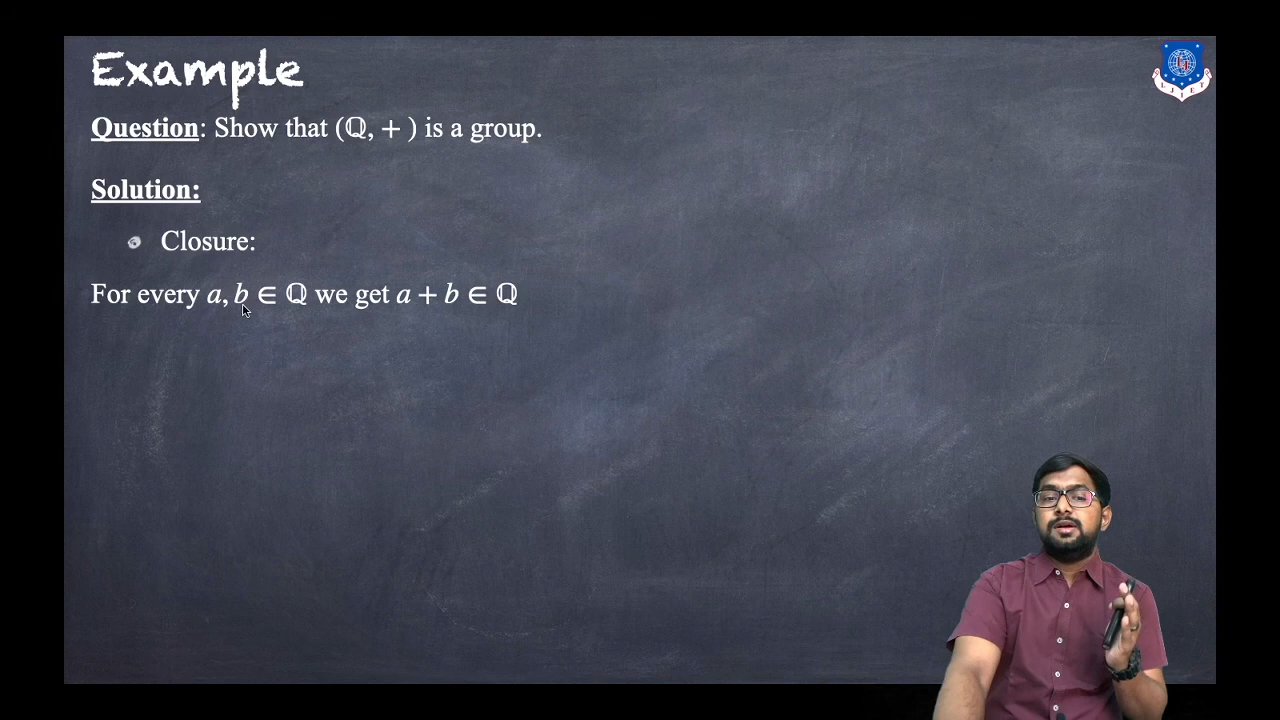 Example
Question: Show that (ℚ, + ) is a group.
Solution:
Closure:
For every a, b ∈ ℚ we get a + b ∈ ℚ